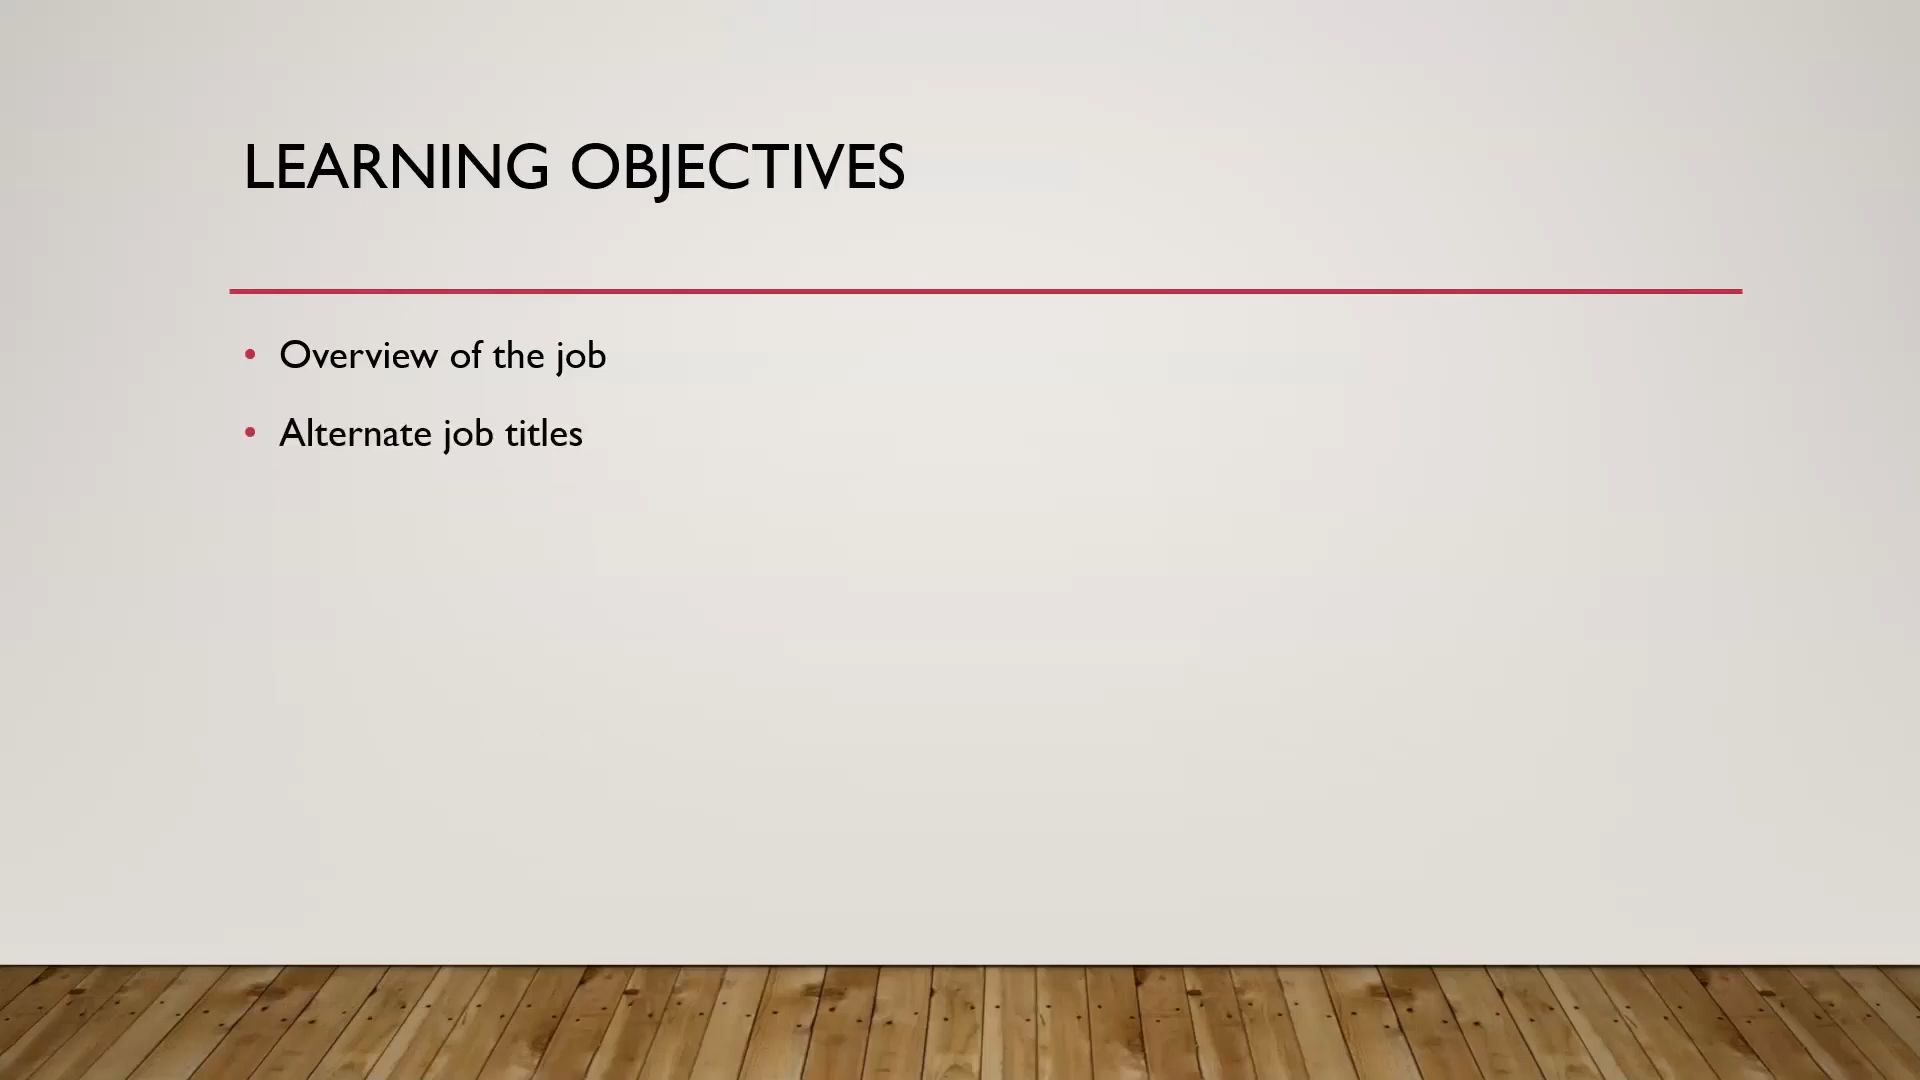 LEARNING OBJECTIVES
• Overview of the job
• Alternate job titles